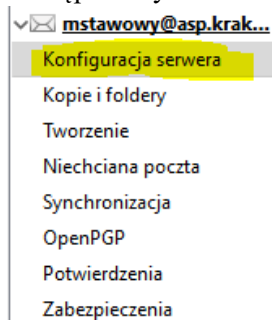 mstawowy@asp.krak...
Konfiguracja serwera
Kopie i foldery
Tworzenie
Niechciana poczta
Synchronizacja
OpenPGP
Potwierdzenia
Zabezpieczenia